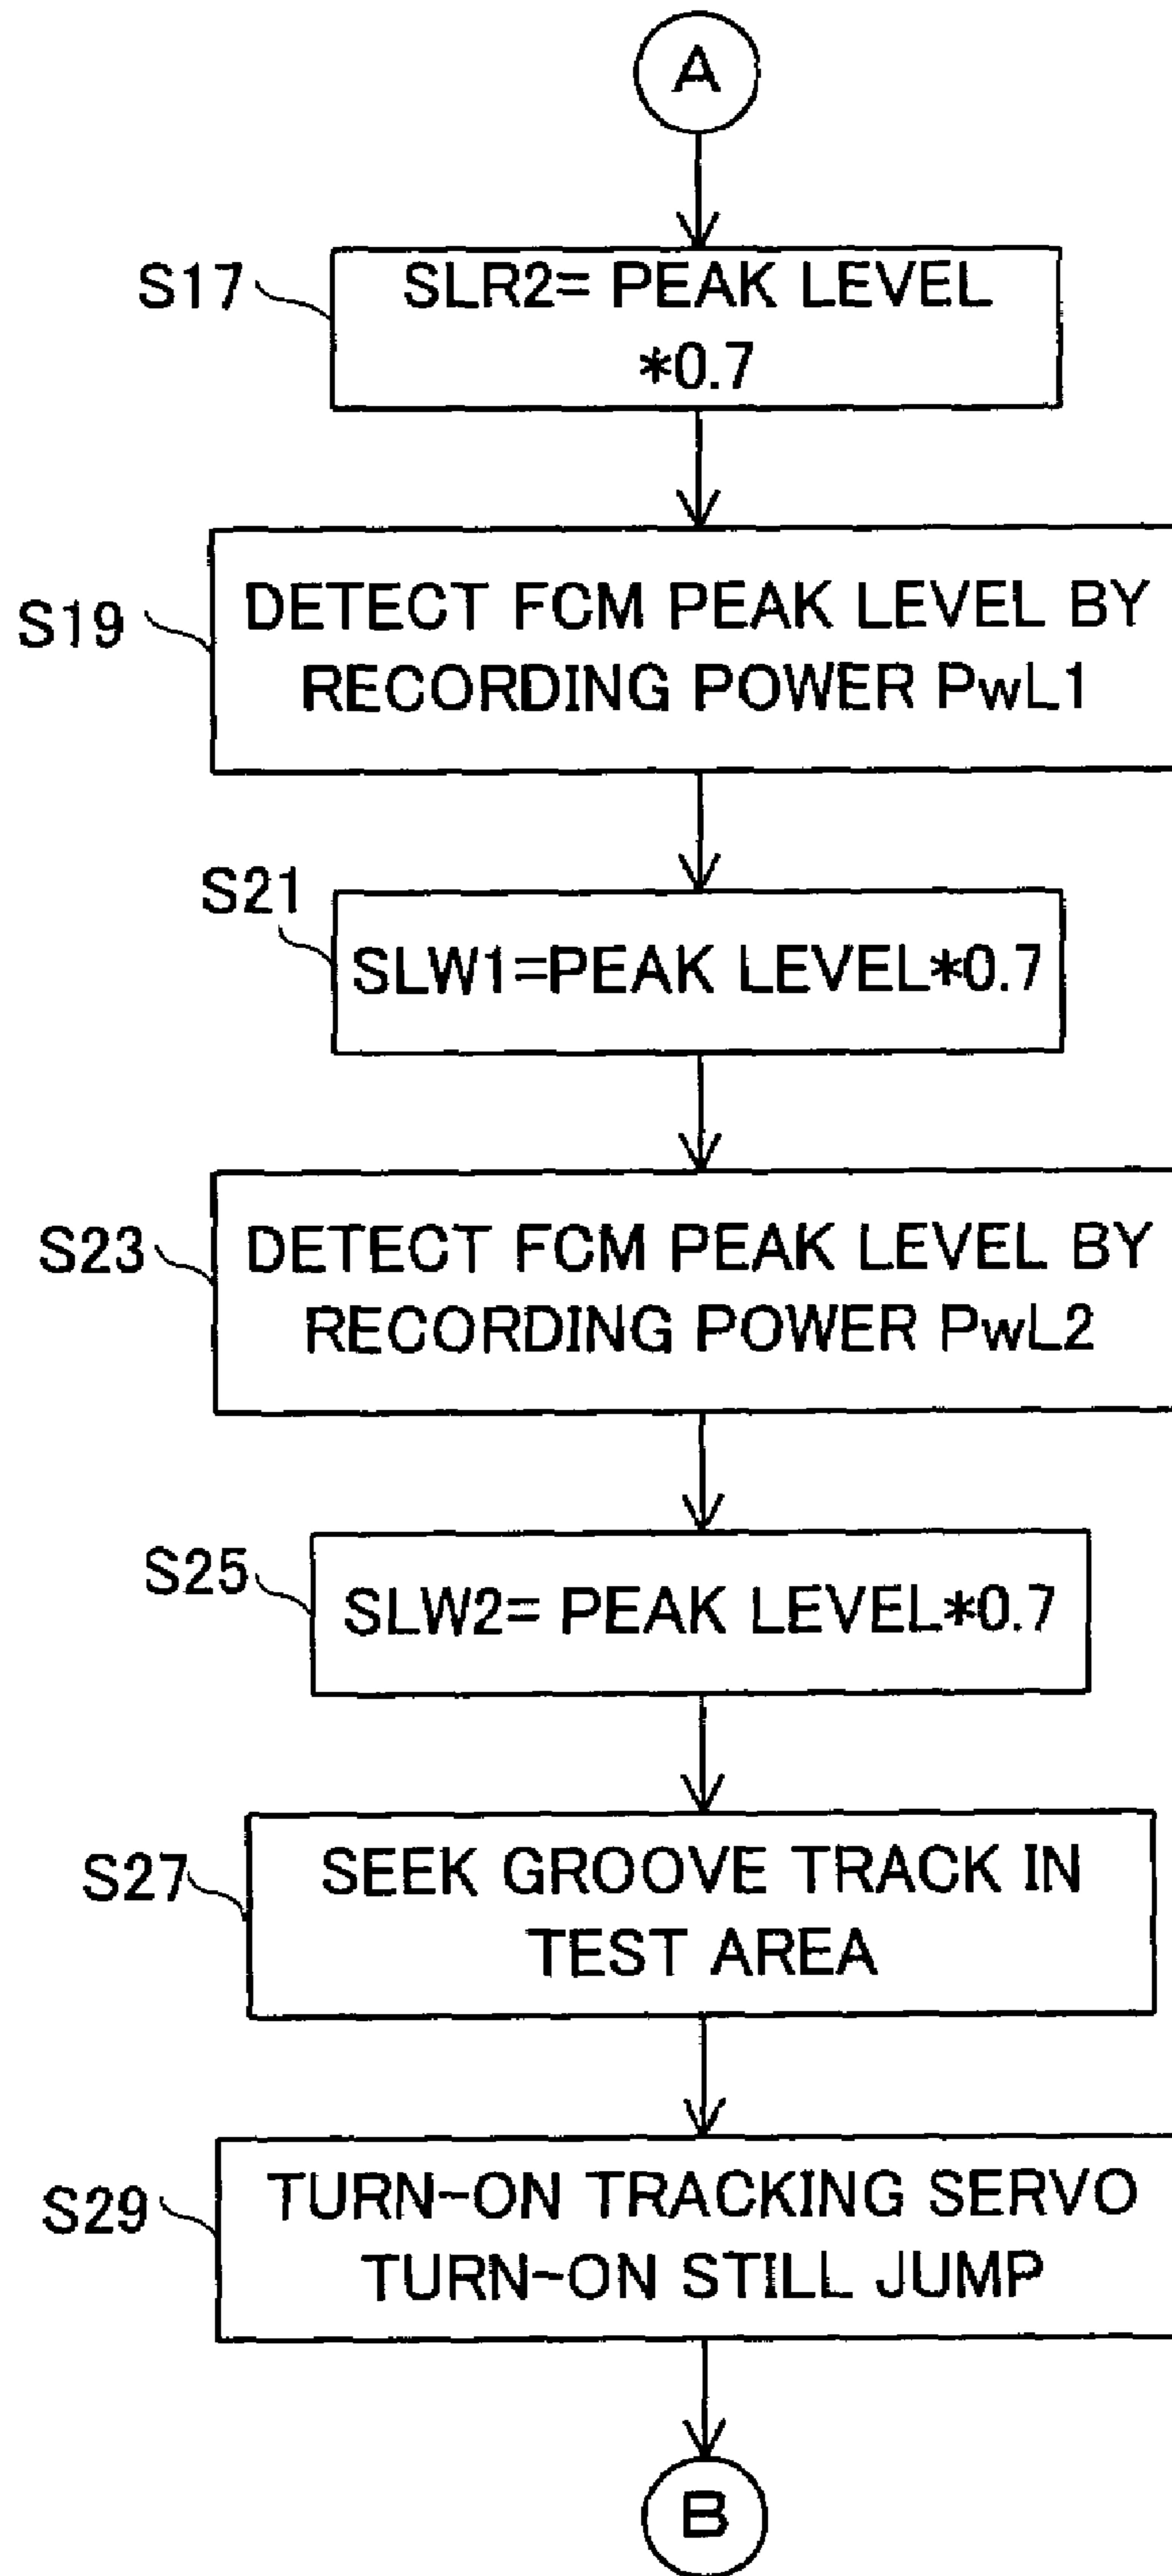 A
S17
SLR2= PEAK LEVEL
*0.7
S19
DETECT FCM PEAK LEVEL BY
RECORDING POWER PwL1
S21
SLW1=PEAK LEVEL*0.7
S23
DETECT FCM PEAK LEVEL BY
RECORDING POWER PwL2
S25
SLW2= PEAK LEVEL*0.7
S27
SEEK GROOVE TRACK IN
TEST AREA
S29
TURN-ON TRACKING SERVO
TURN-ON STILL JUMP
B